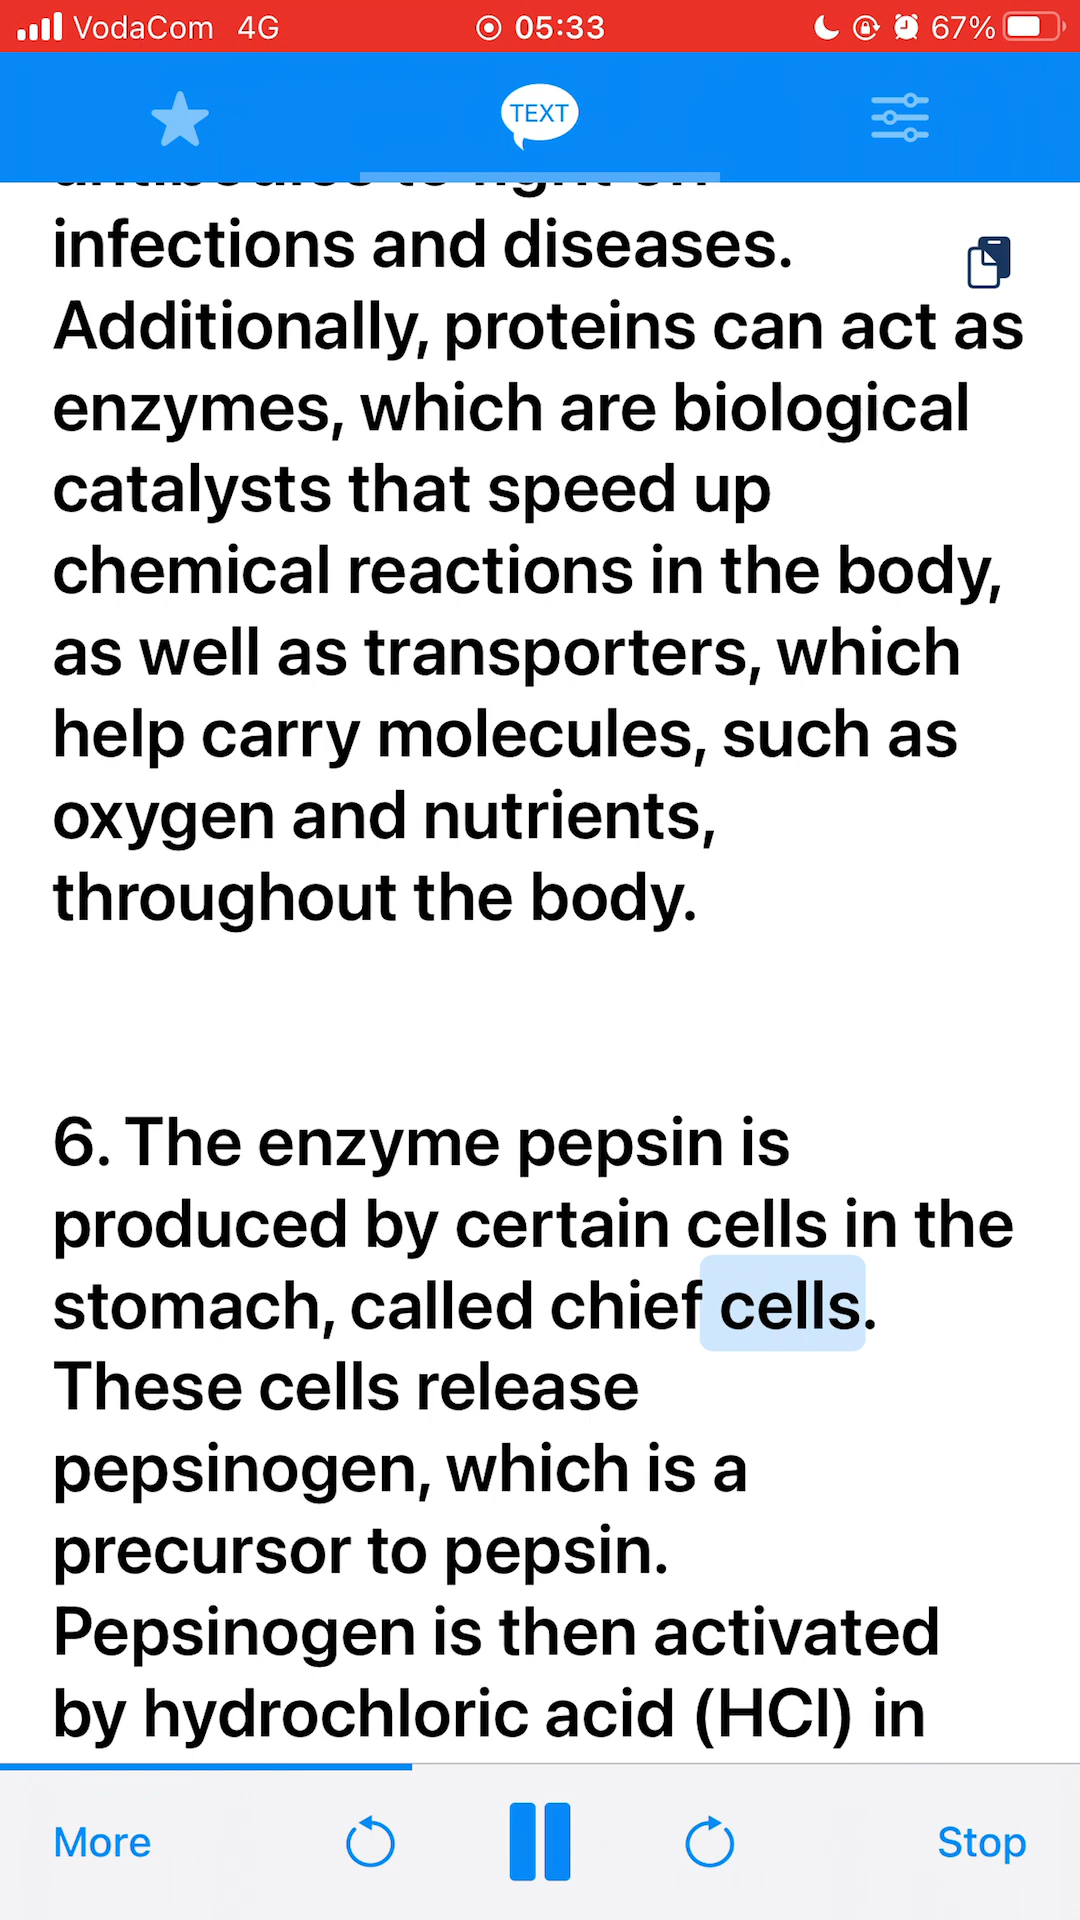 VodaCom 4G 05:33 67%
TEXT
infections and diseases.
Additionally, proteins can act as
enzymes, which are biological
catalysts that speed up
chemical reactions in the body,
as well as transporters, which
help carry molecules, such as
oxygen and nutrients,
throughout the body.
6. The enzyme pepsin is
produced by certain cells in the
stomach, called chief cells.
These cells release
pepsinogen, which is a
precursor to pepsin.
Pepsinogen is then activated
by hydrochloric acid (HCl) in
More Stop